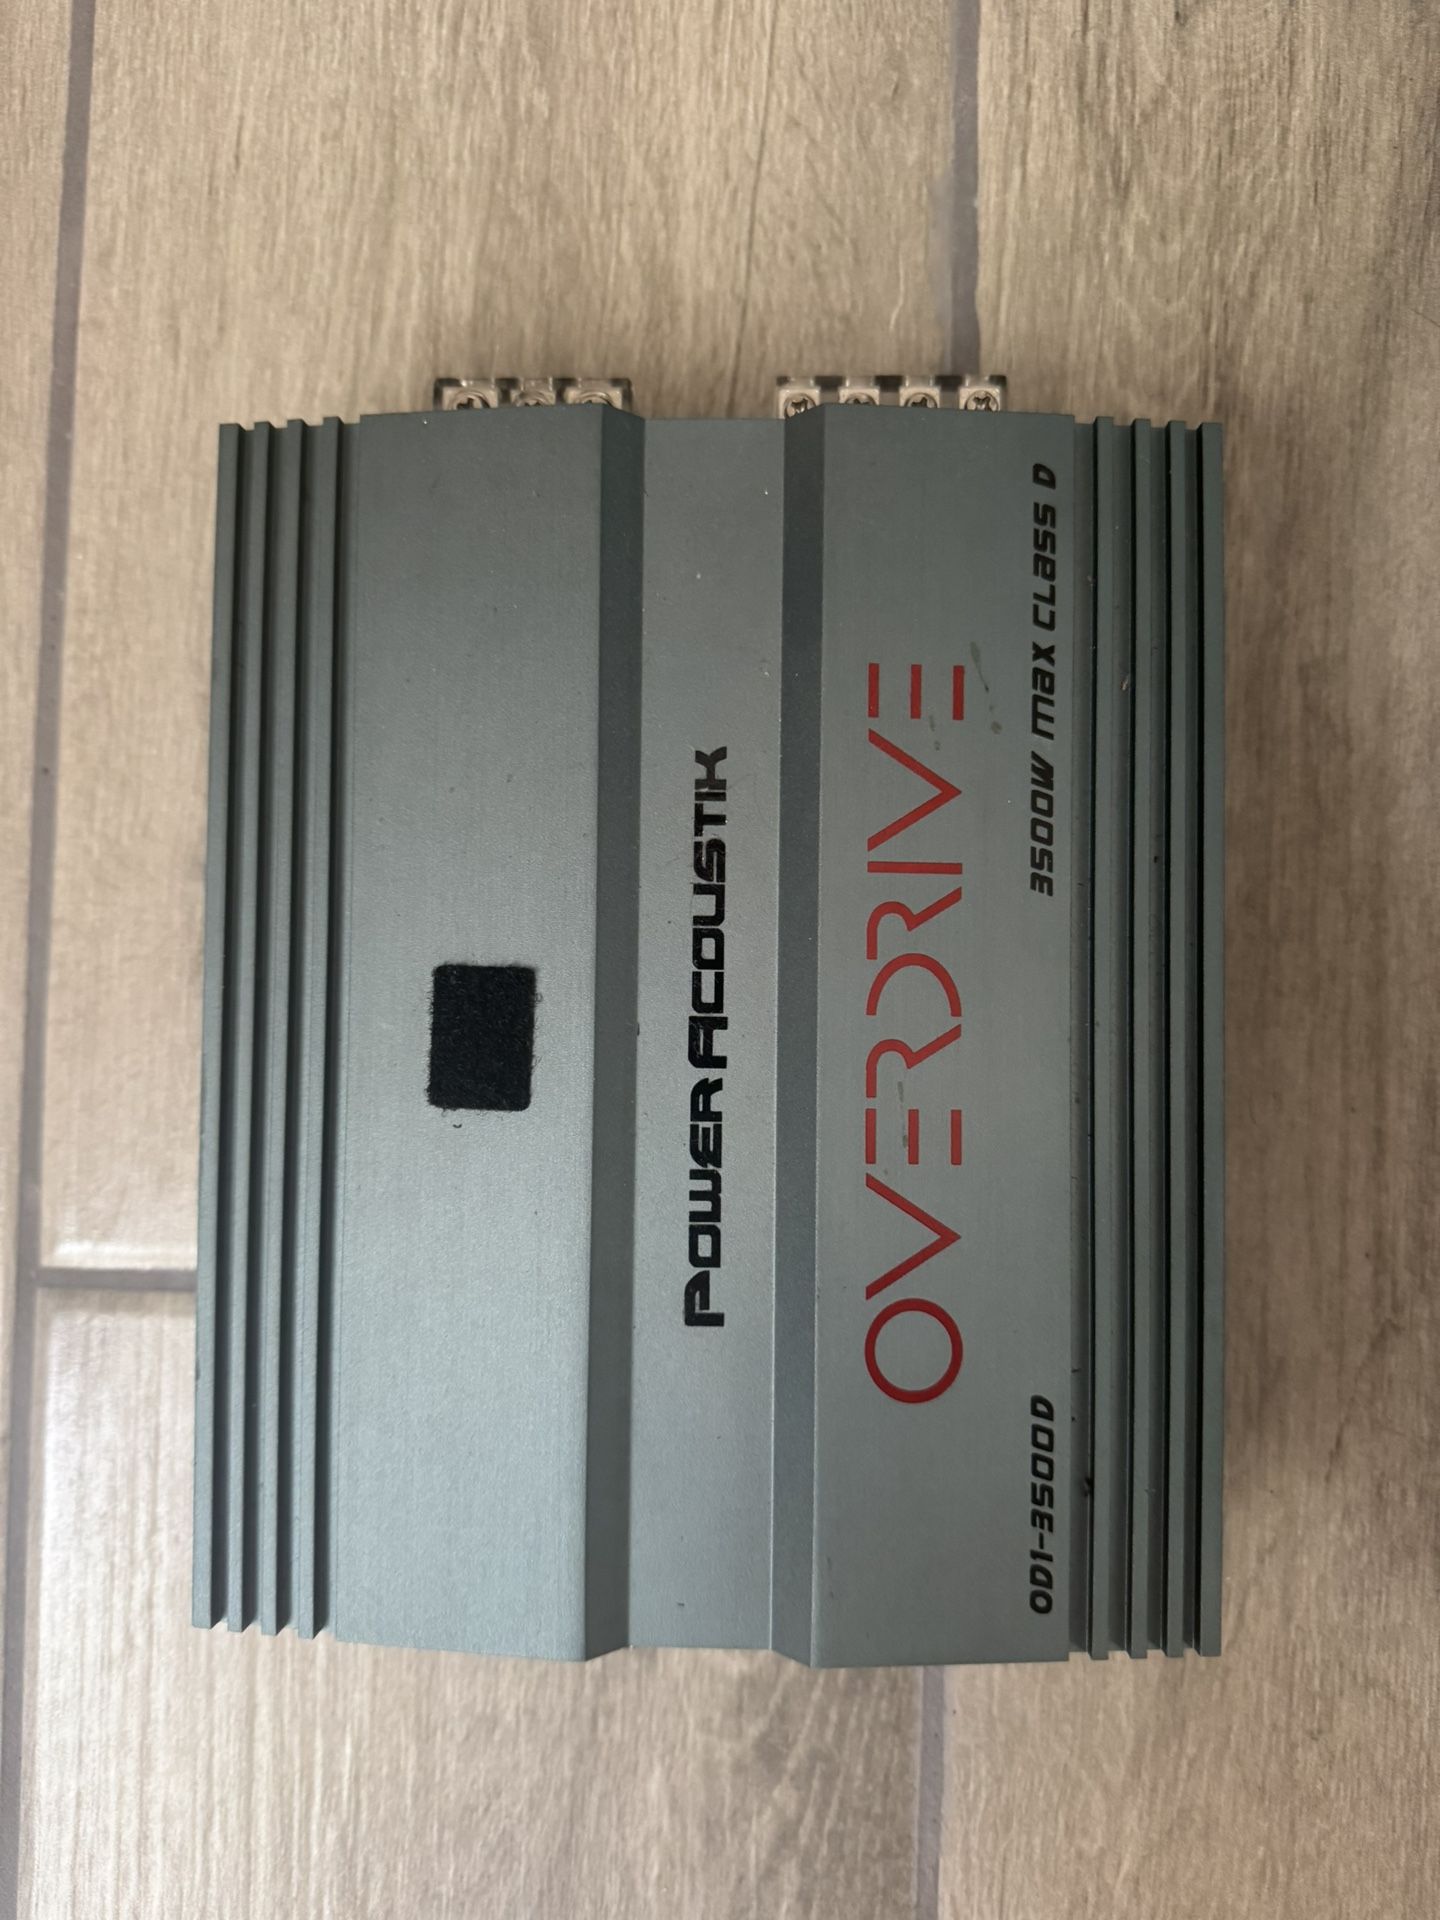 POWER ACOUSTIK
OVERDRIVE
OD1-3500D
3500W MAX CLASS D